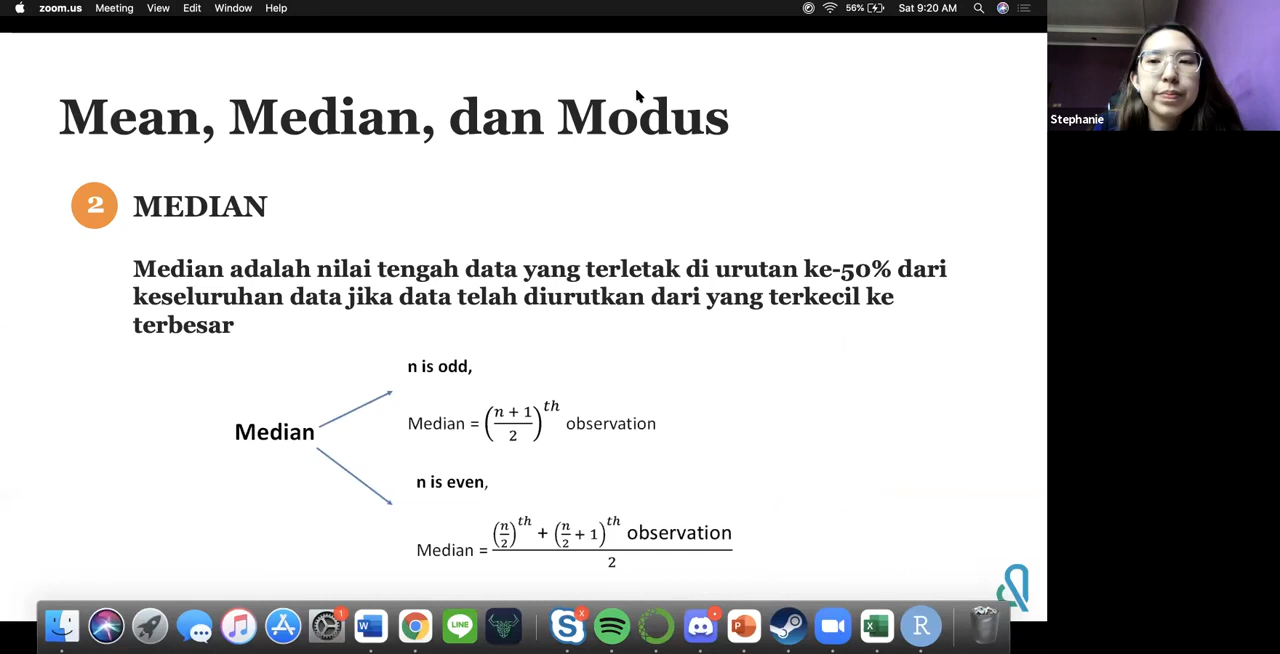 zoom.us Meeting View Edit Window Help 56% Sat 9:20 AM
Mean, Median, dan Modus
Stephanie
2 MEDIAN
Median adalah nilai tengah data yang terletak di urutan ke-50% dari
keseluruhan data jika data telah diurutkan dari yang terkecil ke
terbesar
n is odd,
Median = ((n + 1)/2)^th observation
Median
n is even,
Median = ((n/2)^th + (n/2 + 1)^th observation)/2
1 W LINE S X P X R